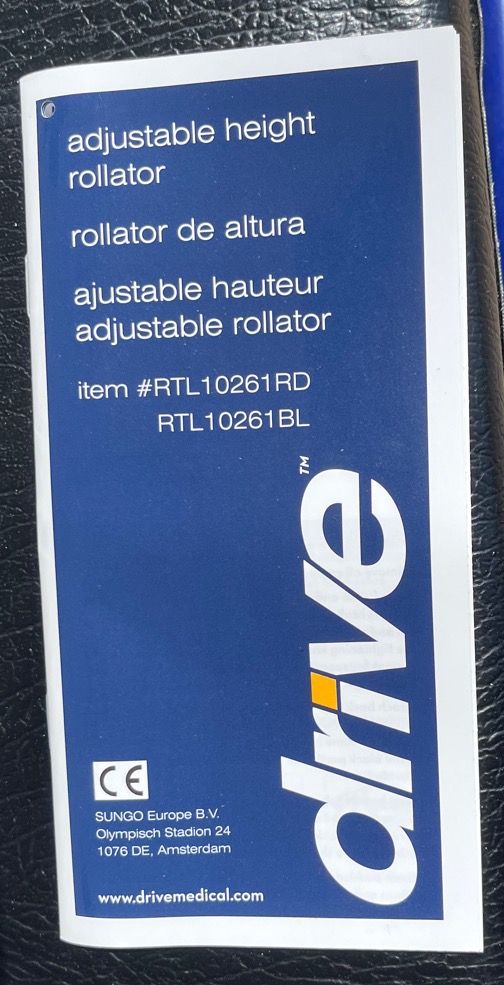 adjustable height
rollator
rollator de altura
ajustable hauteur
adjustable rollator
item #RTL10261RD
RTL10261BL
drive™
CE
SUNGO Europe B.V.
Olympisch Stadion 24
1076 DE, Amsterdam
www.drivemedical.com